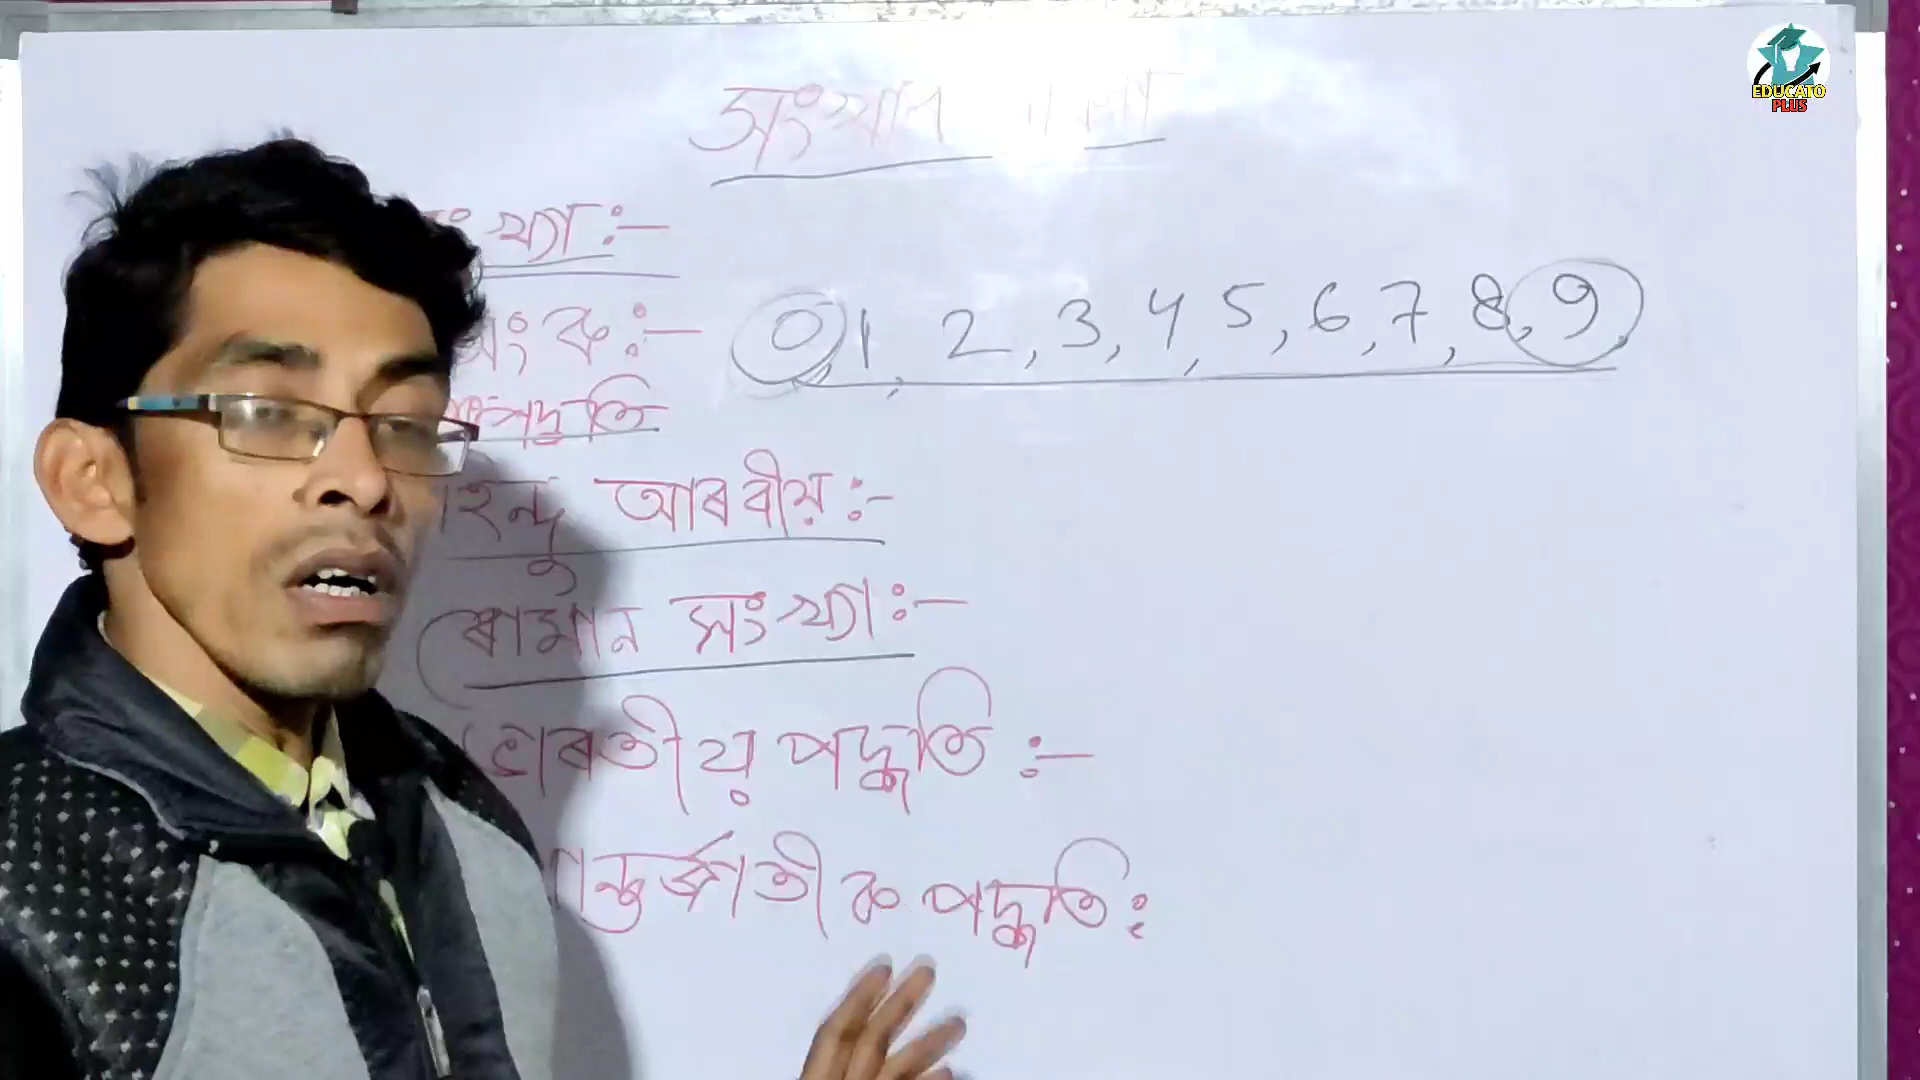 EDUCATO
PLUS
সংখ্যাৰ
সংখ্যা :-
অংক :- 0, 1, 2, 3, 4, 5, 6, 7, 8, 9,
পদ্ধতি
হিন্দু আৰবীয় :-
ৰোমান সংখ্যা :-
ভাৰতীয় পদ্ধতি :-
আন্তৰ্জাতীক পদ্ধতি :